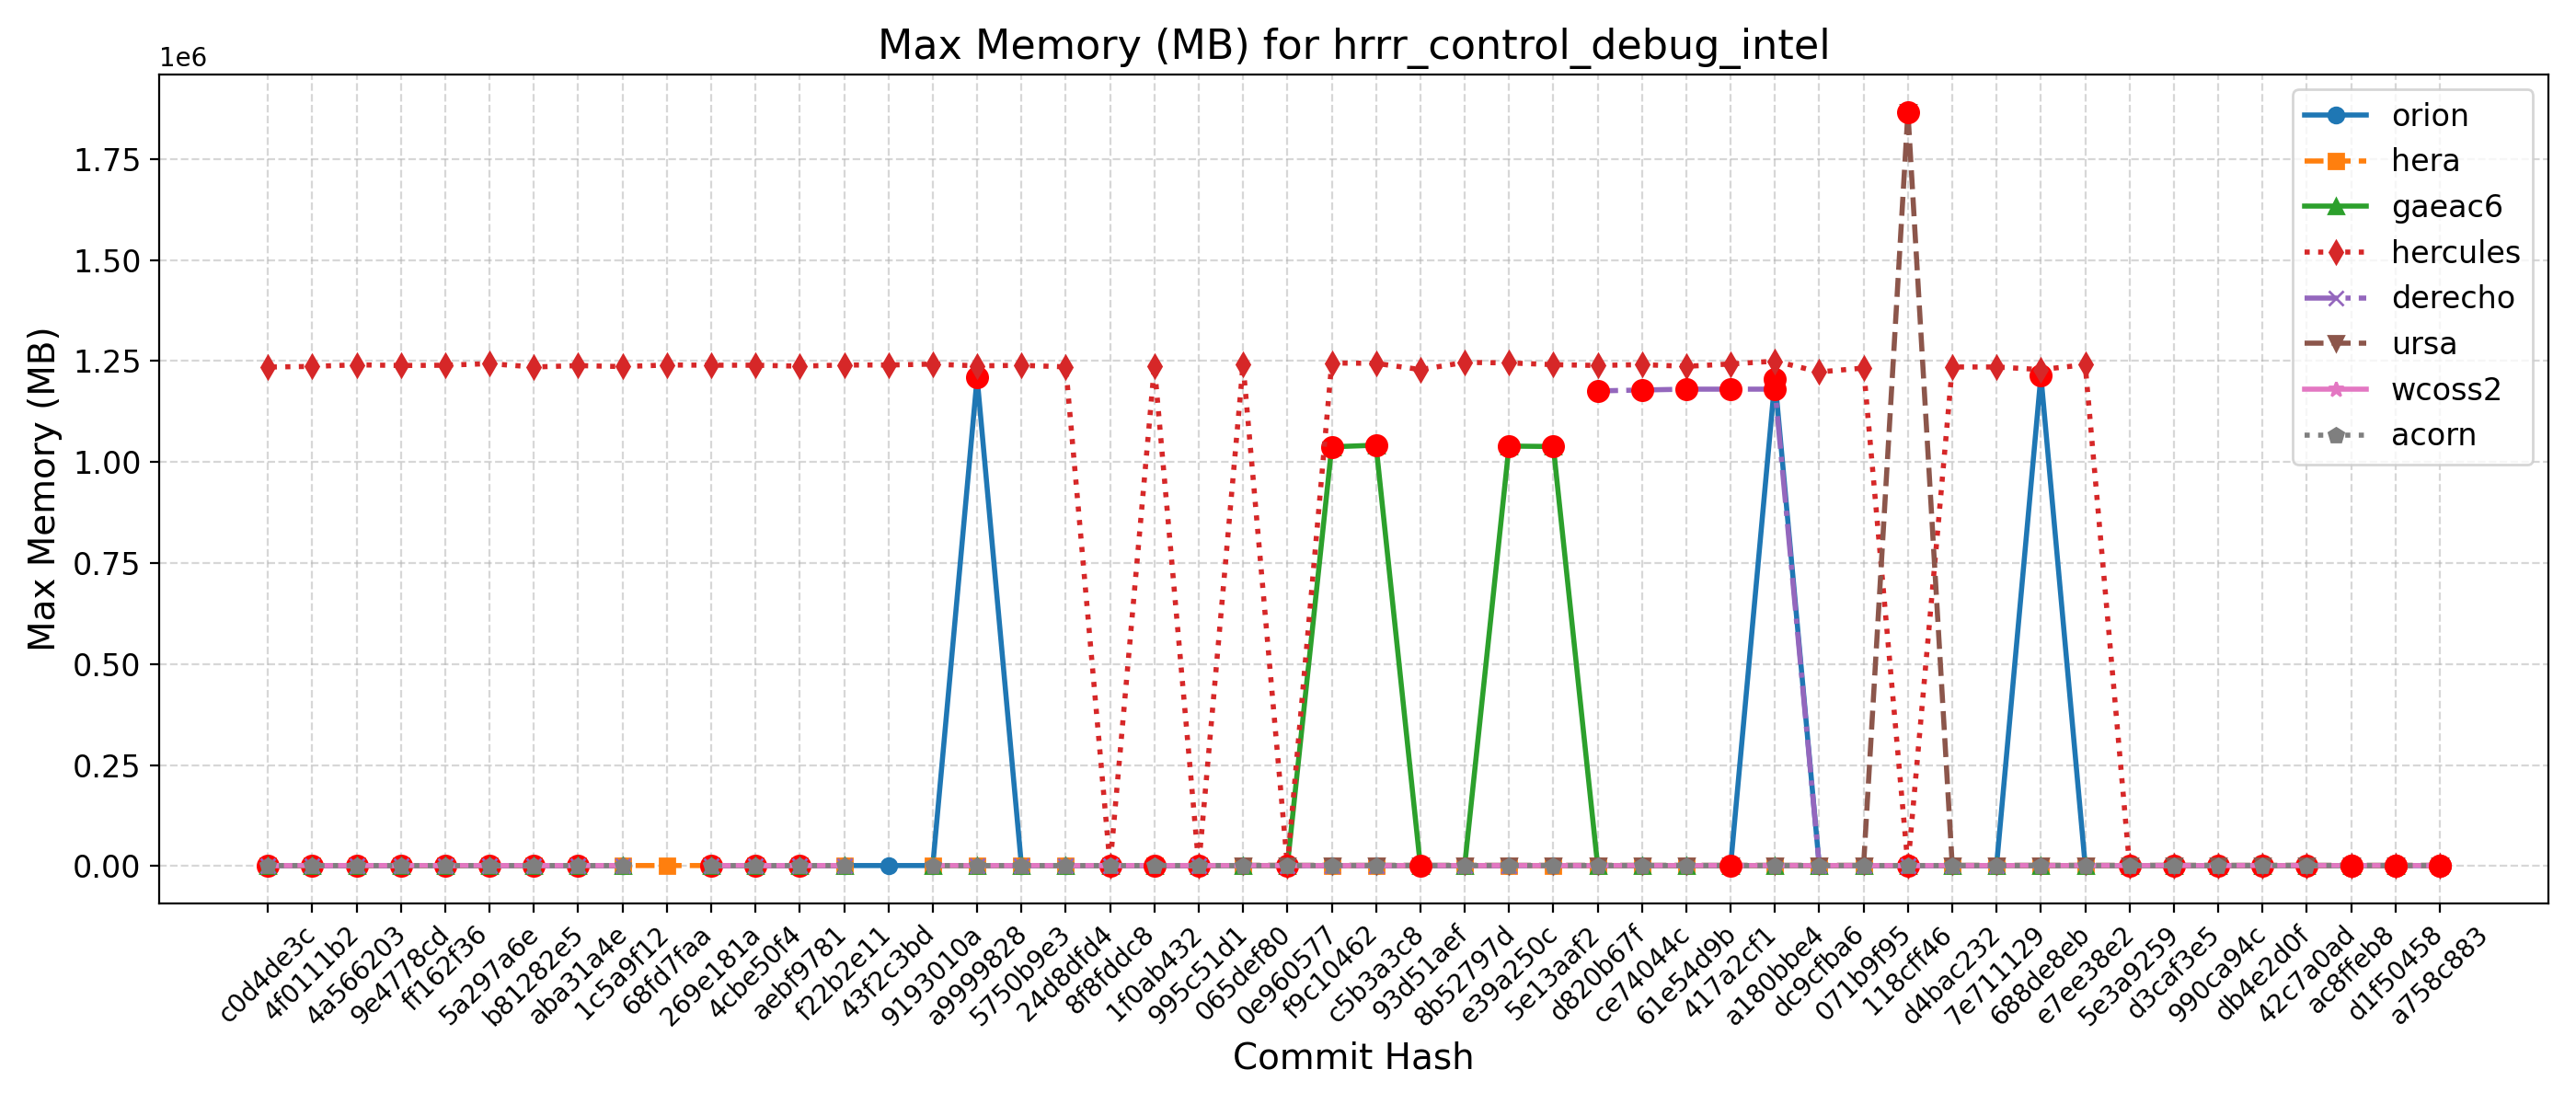 Max Memory (MB) for hrrr_control_debug_intel
1e6
1.75
1.50
1.25
1.00
0.75
0.50
0.25
0.00
Max Memory (MB)
orion
hera
gaeac6
hercules
derecho
ursa
wcoss2
acorn
c0d4de3c
4f0111b2
4a566203
9e4778cd
ff162f36
5a297a6e
b81282e5
aba31a4e
1c5a9f12
68fd7faa
269e181a
4cbe50f4
aebf9781
f22b2e11
43f2c3bd
9193010a
a9999828
5750b9e3
24d8dfd4
8f8fddc8
1f0ab432
995c51d1
065def80
0e960577
f9c10462
c5b3a3c8
93d51aef
8b52797d
e39a250c
5e13aaf2
d820b67f
ce74044c
61e54d9b
417a2cf1
a180bbe4
dc9cfba6
071b9f95
118cff46
d4bac232
7e711129
688de8eb
e7ee38e2
5e3a9259
d3caf3e5
990ca94c
db4e2d0f
42c7a0ad
ac8ffeb8
d1f50458
a758c883
Commit Hash